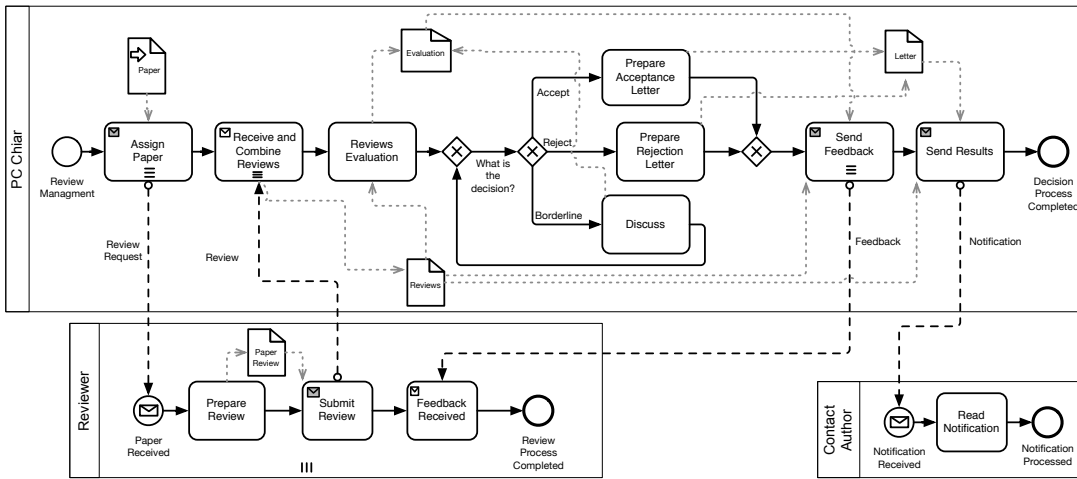 PC Chiar
Review
Managment
Paper
Assign
Paper
Receive and
Combine
Reviews
Reviews
Evaluation
Evaluation
What is
the
decision?
Accept
Reject
Borderline
Prepare
Acceptance
Letter
Prepare
Rejection
Letter
Discuss
Letter
Send
Feedback
Send Results
Decision
Process
Completed
Reviews
Review
Request
Review
Feedback
Notification
Reviewer
Paper
Received
Prepare
Review
Paper
Review
Submit
Review
Feedback
Received
Review
Process
Completed
Contact
Author
Notification
Received
Read
Notification
Notification
Processed